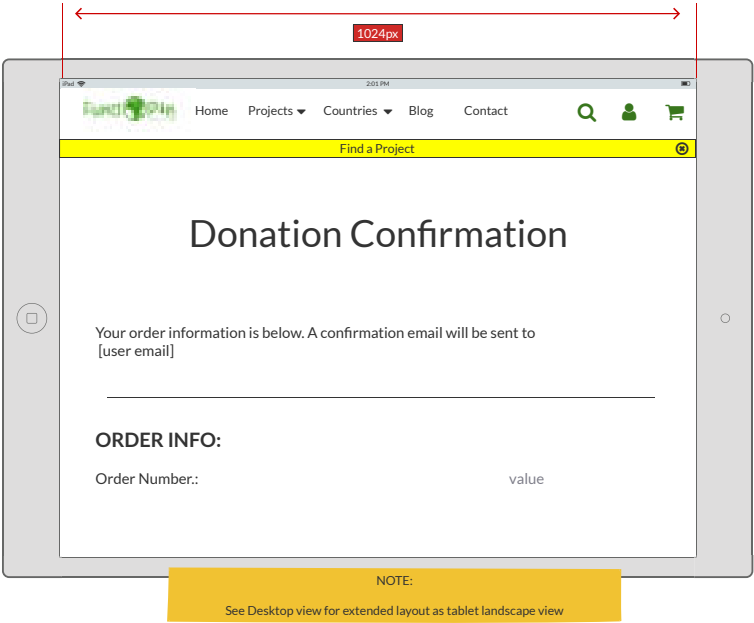 1024px
iPad
2:01 PM
Home Projects Countries Blog Contact
Find a Project
Donation Confirmation
Your order information is below. A confirmation email will be sent to
[user email]
ORDER INFO:
Order Number.: value
NOTE:
See Desktop view for extended layout as tablet landscape view